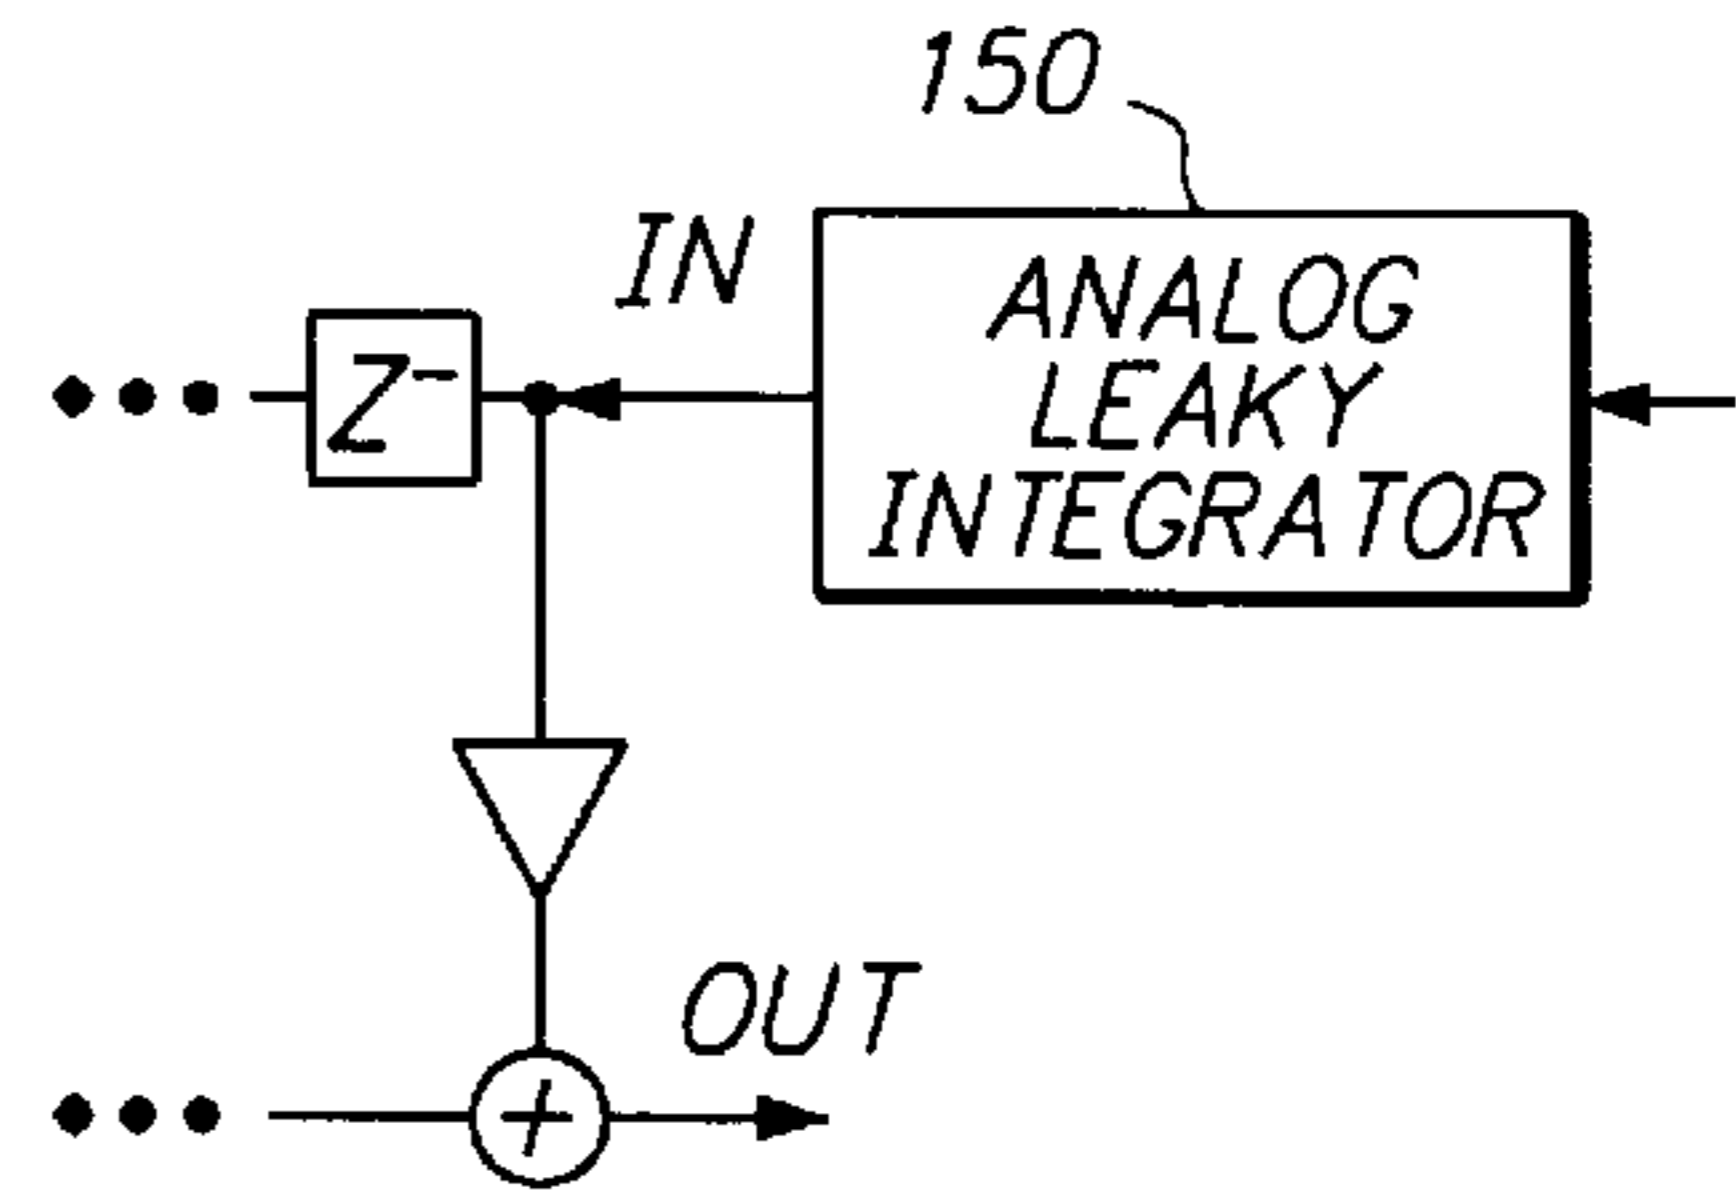 150
IN
ANALOG
LEAKY
INTEGRATOR
Z⁻
OUT
+